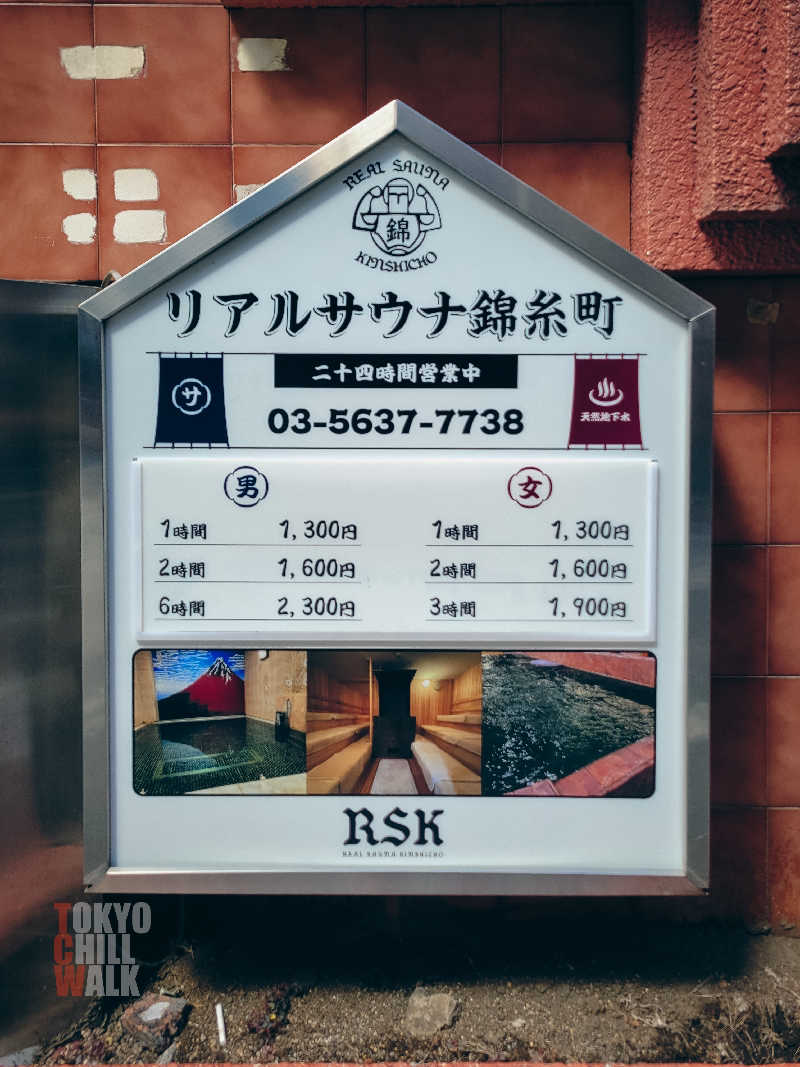 REAL SAUNA
錦
KINSHICHO
リアルサウナ錦糸町
サ
二十四時間営業中
03-5637-7738
天然地下水
男
1時間 1,300円
2時間 1,600円
6時間 2,300円
女
1時間 1,300円
2時間 1,600円
3時間 1,900円
RSK
REAL SAUNA KINSHICHO
TOKYO
CHILL
WALK